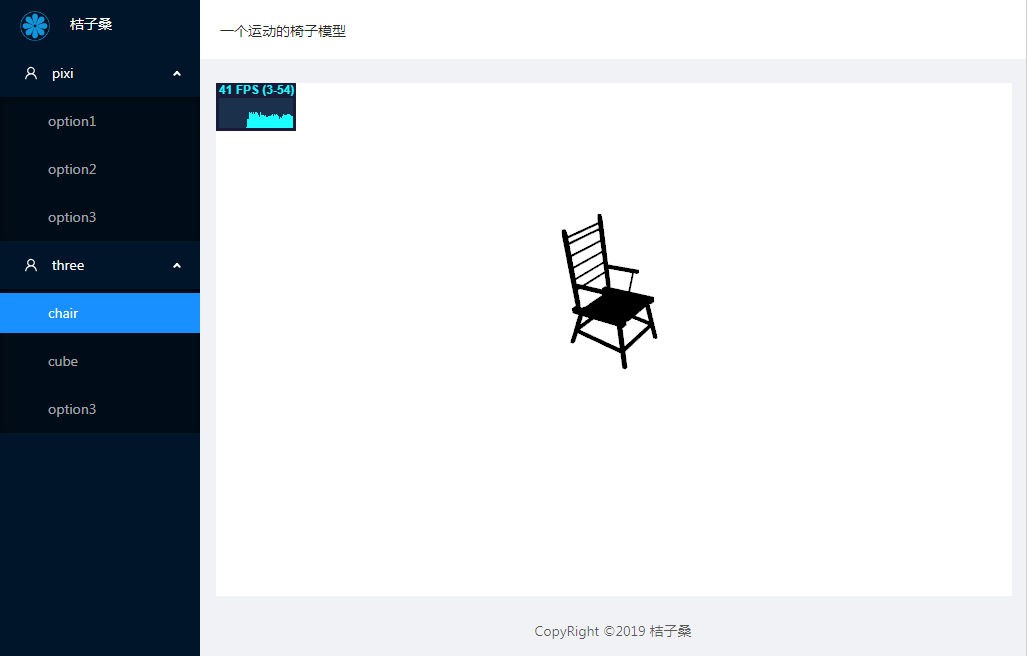 桔子桑
pixi
option1
option2
option3
three
chair
cube
option3
一个运动的椅子模型
41 FPS (3-54)
CopyRight ©2019 桔子桑